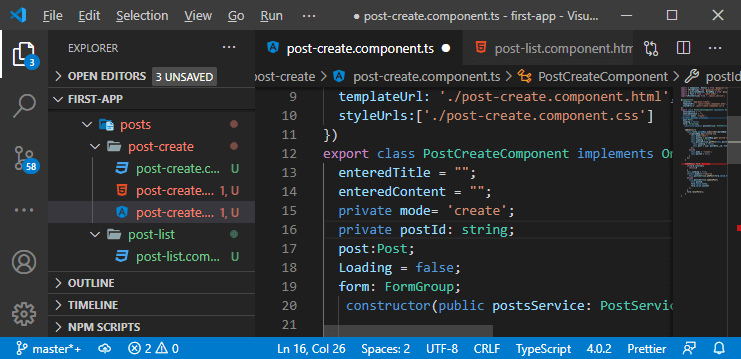 File Edit Selection View Go Run ··· ● post-create.component.ts - first-app - Visu...
EXPLORER ···
OPEN EDITORS 3 UNSAVED
FIRST-APP
posts
post-create
post-create.c... U
post-create.... 1, U
post-create.... 1, U
post-list
post-list.com... U
OUTLINE
TIMELINE
NPM SCRIPTS
3
58
post-create.component.ts ● post-list.component.htm ···
post-create > post-create.component.ts > PostCreateComponent > postI
9 templateUrl: './post-create.component.html',
10 styleUrls:['./post-create.component.css']
11 })
12 export class PostCreateComponent implements On
13 enteredTitle = "";
14 enteredContent = "";
15 private mode= 'create';
16 private postId: string;
17 post:Post;
18 Loading = false;
19 form: FormGroup;
20 constructor(public postsService: PostServic
21
master*+ 2 0 Ln 16, Col 26 Spaces: 2 UTF-8 CRLF TypeScript 4.0.2 Prettier